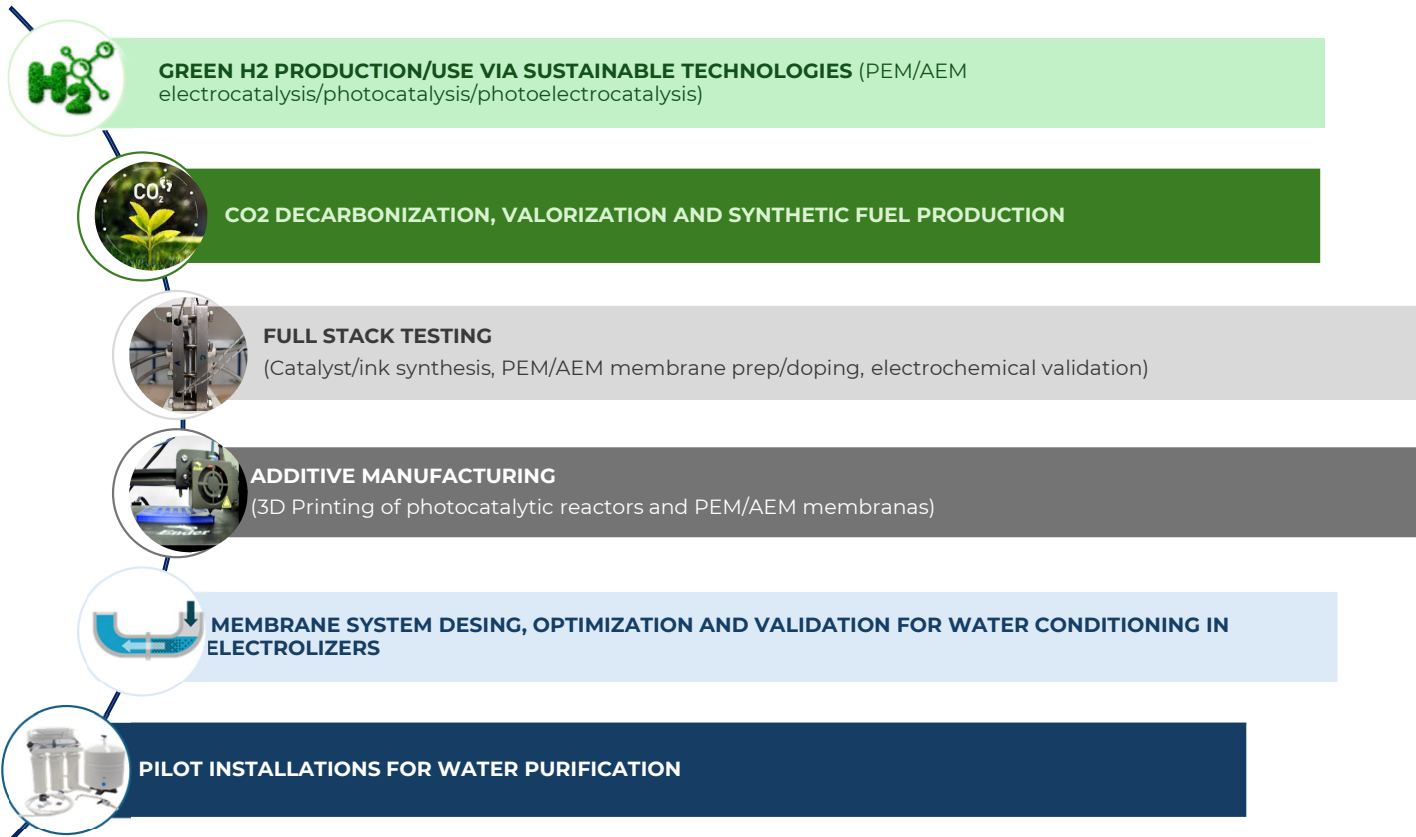 H2
GREEN H2 PRODUCTION/USE VIA SUSTAINABLE TECHNOLOGIES (PEM/AEM
electrocatalysis/photocatalysis/photoelectrocatalysis)
CO2
CO2 DECARBONIZATION, VALORIZATION AND SYNTHETIC FUEL PRODUCTION
FULL STACK TESTING
(Catalyst/ink synthesis, PEM/AEM membrane prep/doping, electrochemical validation)
ADDITIVE MANUFACTURING
(3D Printing of photocatalytic reactors and PEM/AEM membranas)
Ender
MEMBRANE SYSTEM DESING, OPTIMIZATION AND VALIDATION FOR WATER CONDITIONING IN
ELECTROLIZERS
PILOT INSTALLATIONS FOR WATER PURIFICATION